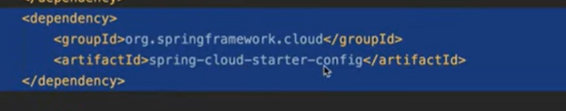 <dependency>
<groupId>org.springframework.cloud</groupId>
<artifactId>spring-cloud-starter-config</artifactId>
</dependency>